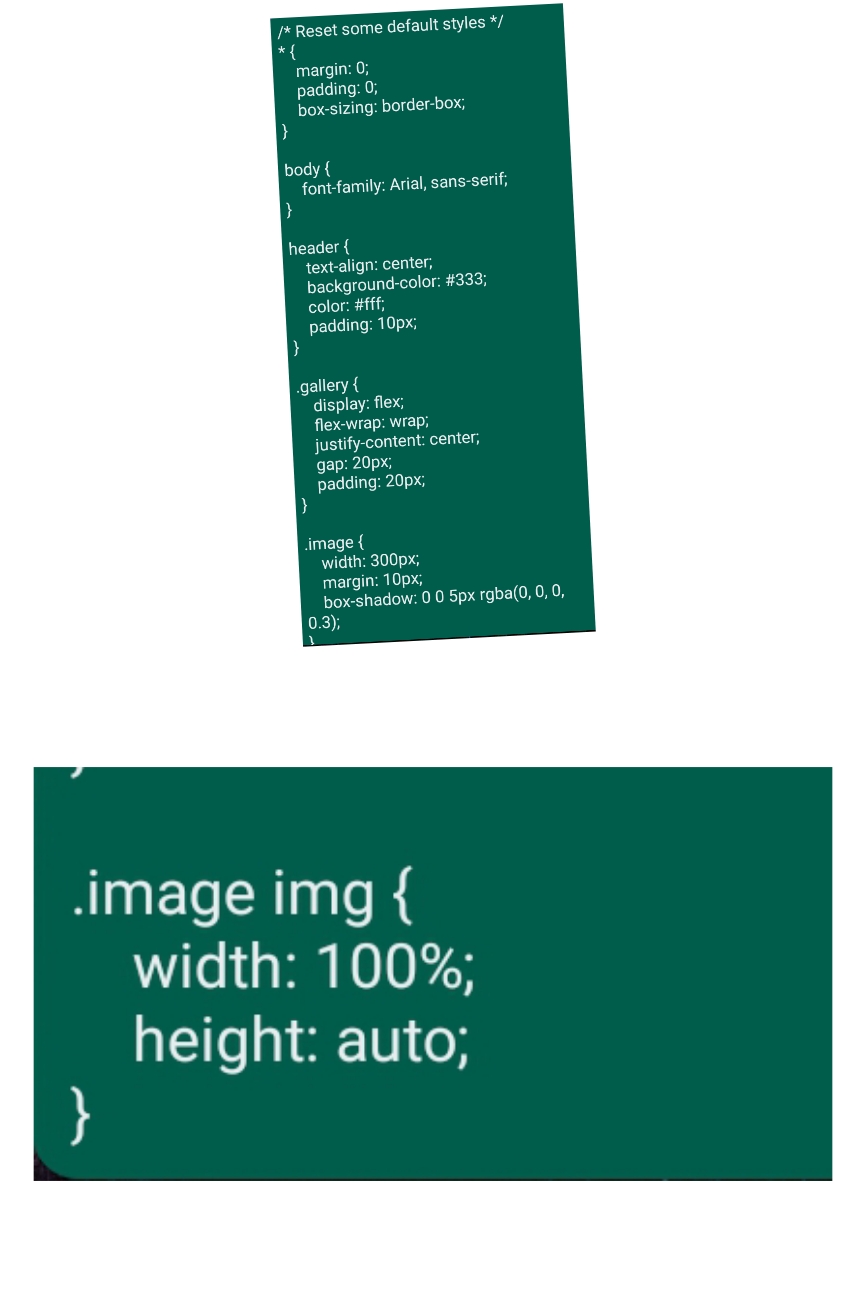 /* Reset some default styles */
* {
margin: 0;
padding: 0;
box-sizing: border-box;
}
body {
font-family: Arial, sans-serif;
}
header {
text-align: center;
background-color: #333;
color: #fff;
padding: 10px;
}
.gallery {
display: flex;
flex-wrap: wrap;
justify-content: center;
gap: 20px;
padding: 20px;
}
.image {
width: 300px;
margin: 10px;
box-shadow: 0 0 5px rgba(0, 0, 0,
0.3);
}
.image img {
width: 100%;
height: auto;
}